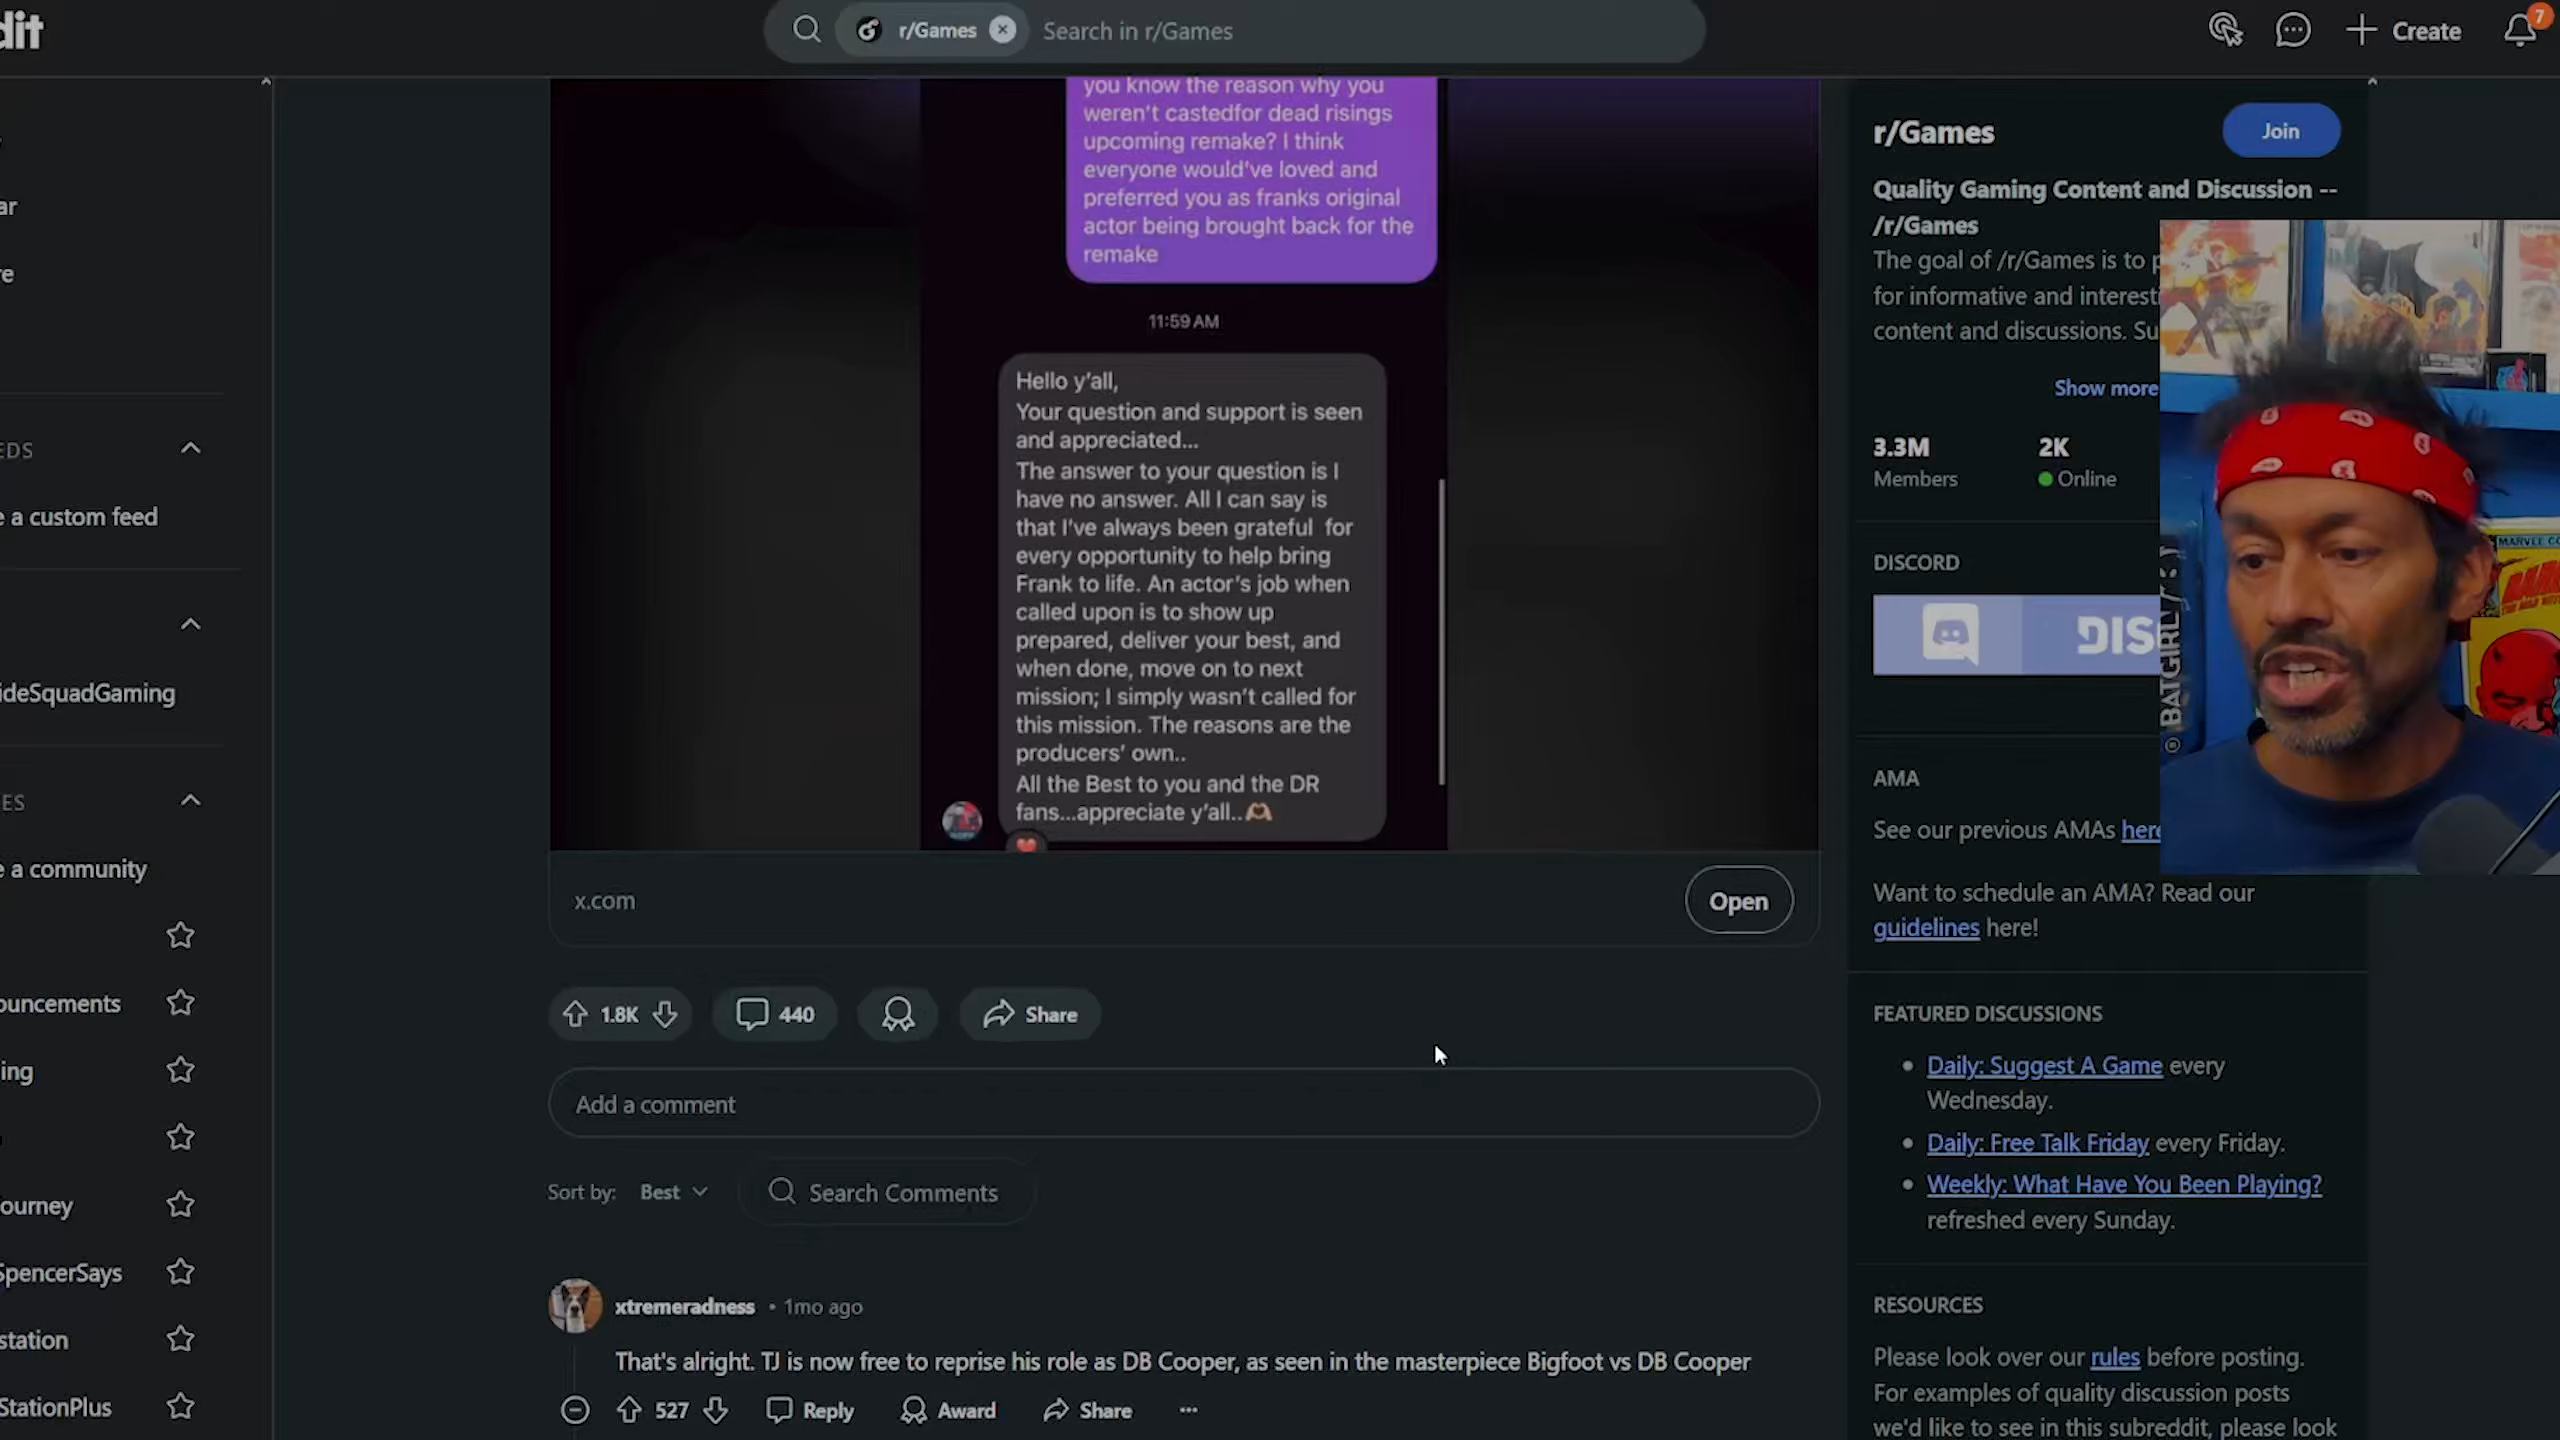 dit
r/Games
Search in r/Games
Create
7
ar
re
EDS
e a custom feed
ideSquadGaming
ES
e a community
ouncements
ing
ourney
SpencerSays
station
StationPlus
you know the reason why you
weren't castedfor dead risings
upcoming remake? I think
everyone would've loved and
preferred you as franks original
actor being brought back for the
remake
11:59 AM
Hello y'all,
Your question and support is seen
and appreciated...
The answer to your question is I
have no answer. All I can say is
that I've always been grateful for
every opportunity to help bring
Frank to life. An actor's job when
called upon is to show up
prepared, deliver your best, and
when done, move on to next
mission; I simply wasn't called for
this mission. The reasons are the
producers' own..
All the Best to you and the DR
fans...appreciate y'all..🫶🏼
x.com
Open
1.8K
440
Share
Add a comment
Sort by: Best
Search Comments
xtremeradness • 1mo ago
That's alright. TJ is now free to reprise his role as DB Cooper, as seen in the masterpiece Bigfoot vs DB Cooper
527
Reply
Award
Share
r/Games
Join
Quality Gaming Content and Discussion --
/r/Games
The goal of /r/Games is to p
for informative and interesti
content and discussions. Su
Show more
3.3M
Members
2K
Online
DISCORD
DIS
AMA
See our previous AMAs here
Want to schedule an AMA? Read our
guidelines here!
FEATURED DISCUSSIONS
• Daily: Suggest A Game every
Wednesday.
• Daily: Free Talk Friday every Friday.
• Weekly: What Have You Been Playing?
refreshed every Sunday.
RESOURCES
Please look over our rules before posting.
For examples of quality discussion posts
we'd like to see in this subreddit, please look
© BATGIRL